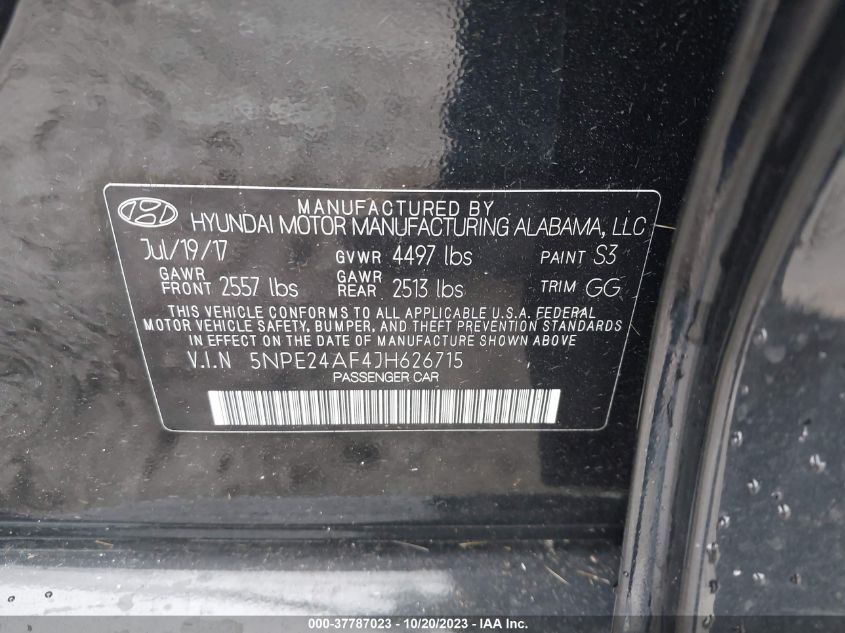 MANUFACTURED BY
HYUNDAI MOTOR MANUFACTURING ALABAMA, LLC
Jul/19/17 GVWR 4497 lbs PAINT S3
GAWR FRONT 2557 lbs GAWR REAR 2513 lbs TRIM GG
THIS VEHICLE CONFORMS TO ALL APPLICABLE U.S.A. FEDERAL
MOTOR VEHICLE SAFETY, BUMPER, AND THEFT PREVENTION STANDARDS
IN EFFECT ON THE DATE OF MANUFACTURE SHOWN ABOVE.
V.I.N 5NPE24AF4JH626715
PASSENGER CAR
000-37787023 - 10/20/2023 - IAA Inc.